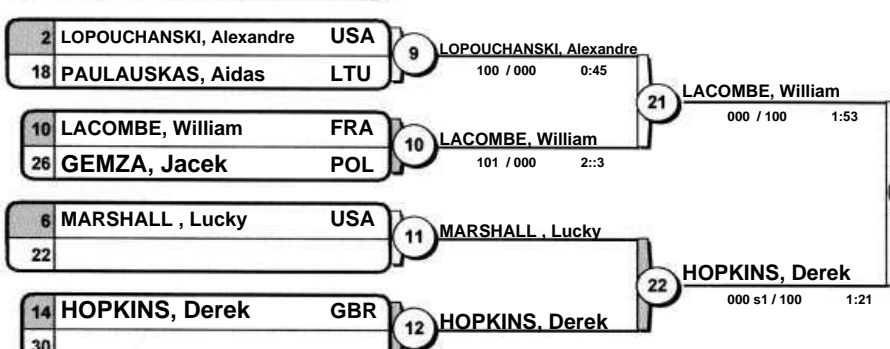 2 LOPOUCHANSKI, Alexandre USA
18 PAULAUSKAS, Aidas LTU
9
LOPOUCHANSKI, Alexandre
100 / 000 0:45
10 LACOMBE, William FRA
26 GEMZA, Jacek POL
10
LACOMBE, William
101 / 000 2::3
21
LACOMBE, William
000 / 100 1:53
6 MARSHALL , Lucky USA
22
11
MARSHALL , Lucky
14 HOPKINS, Derek GBR
30
12
HOPKINS, Derek
22
HOPKINS, Derek
000 s1 / 100 1:21